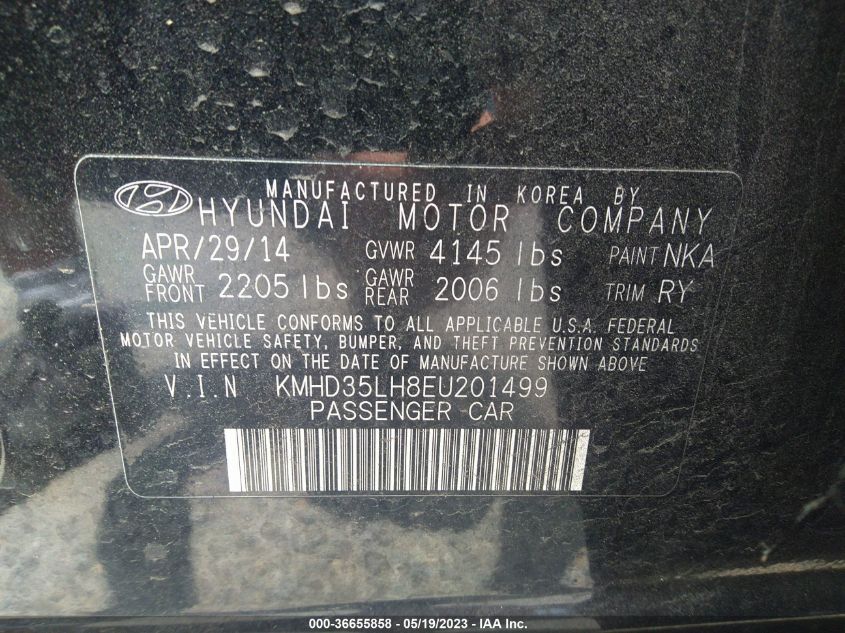 MANUFACTURED IN KOREA BY
HYUNDAI MOTOR COMPANY
APR/29/14 GVWR 4145 lbs PAINT NKA
GAWR FRONT 2205 lbs GAWR REAR 2006 lbs TRIM RY
THIS VEHICLE CONFORMS TO ALL APPLICABLE U.S.A. FEDERAL
MOTOR VEHICLE SAFETY, BUMPER, AND THEFT PREVENTION STANDARDS
IN EFFECT ON THE DATE OF MANUFACTURE SHOWN ABOVE
V.I.N KMHD35LH8EU201499
PASSENGER CAR
000-36655858 - 05/19/2023 - IAA Inc.